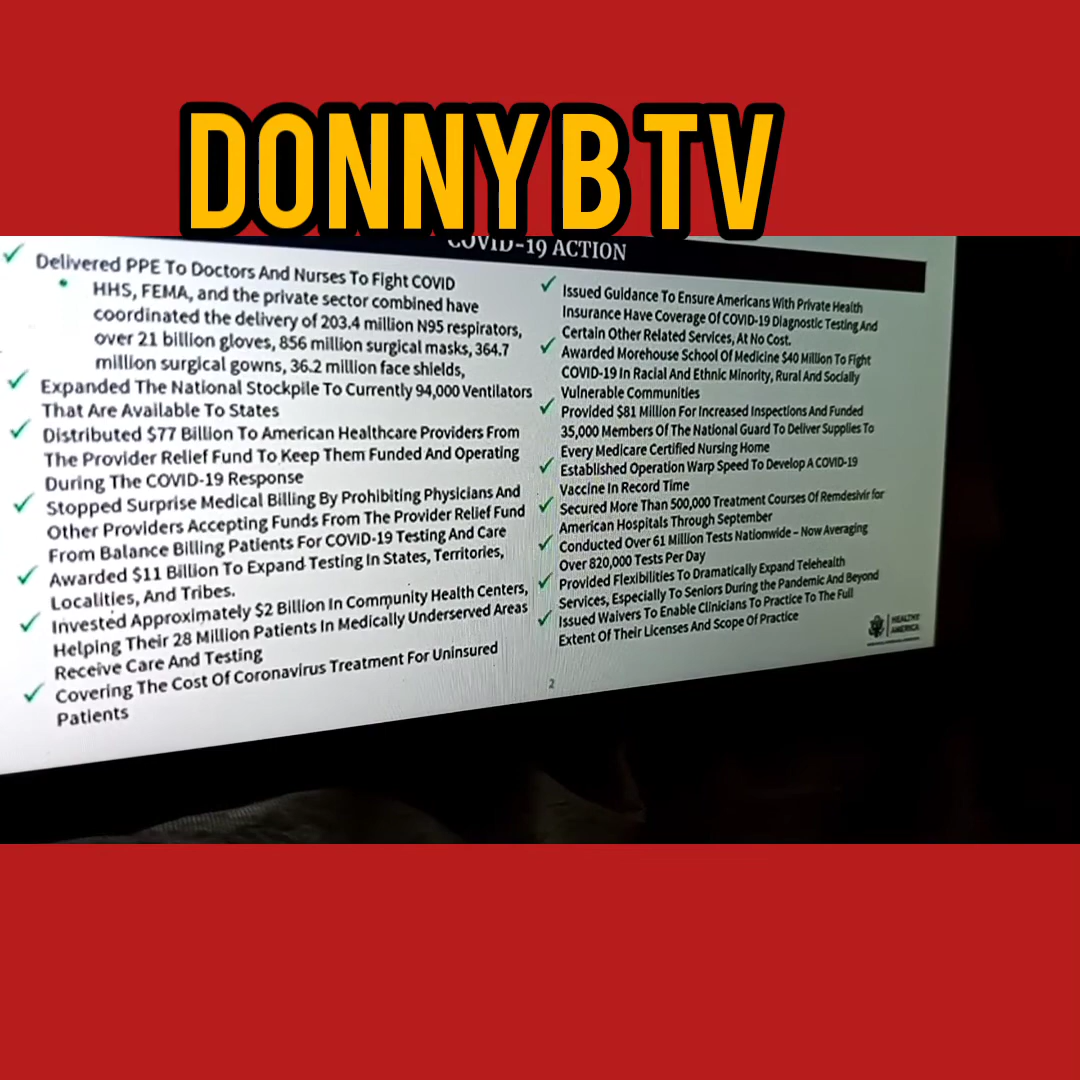 DONNY B TV
COVID-19 ACTION
✓ Delivered PPE To Doctors And Nurses To Fight COVID
• HHS, FEMA, and the private sector combined have
coordinated the delivery of 203.4 million N95 respirators,
over 21 billion gloves, 856 million surgical masks, 364.7
million surgical gowns, 36.2 million face shields,
✓ Expanded The National Stockpile To Currently 94,000 Ventilators
That Are Available To States
✓ Distributed $77 Billion To American Healthcare Providers From
The Provider Relief Fund To Keep Them Funded And Operating
During The COVID-19 Response
✓ Stopped Surprise Medical Billing By Prohibiting Physicians And
Other Providers Accepting Funds From The Provider Relief Fund
From Balance Billing Patients For COVID-19 Testing And Care
✓ Awarded $11 Billion To Expand Testing In States, Territories,
Localities, And Tribes.
✓ Invested Approximately $2 Billion In Community Health Centers,
Helping Their 28 Million Patients In Medically Underserved Areas
Receive Care And Testing
✓ Covering The Cost Of Coronavirus Treatment For Uninsured
Patients
✓ Issued Guidance To Ensure Americans With Private Health
Insurance Have Coverage Of COVID-19 Diagnostic Testing And
Certain Other Related Services, At No Cost.
✓ Awarded Morehouse School Of Medicine $40 Million To Fight
COVID-19 In Racial And Ethnic Minority, Rural And Socially
Vulnerable Communities
✓ Provided $81 Million For Increased Inspections And Funded
35,000 Members Of The National Guard To Deliver Supplies To
Every Medicare Certified Nursing Home
✓ Established Operation Warp Speed To Develop A COVID-19
Vaccine In Record Time
✓ Secured More Than 500,000 Treatment Courses Of Remdesivir for
American Hospitals Through September
✓ Conducted Over 61 Million Tests Nationwide – Now Averaging
Over 820,000 Tests Per Day
✓ Provided Flexibilities To Dramatically Expand Telehealth
Services, Especially To Seniors During the Pandemic And Beyond
✓ Issued Waivers To Enable Clinicians To Practice To The Full
Extent Of Their Licenses And Scope Of Practice
HEALTHY
AMERICA
2